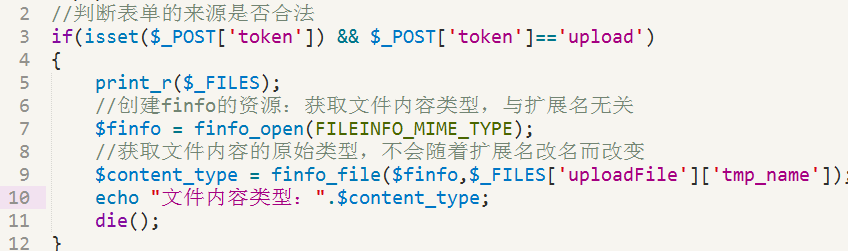 2 //判断表单的来源是否合法
3 if(isset($_POST['token']) && $_POST['token']=='upload')
4 {
5 print_r($_FILES);
6 //创建finfo的资源：获取文件内容类型，与扩展名无关
7 $finfo = finfo_open(FILEINFO_MIME_TYPE);
8 //获取文件内容的原始类型，不会随着扩展名改名而改变
9 $content_type = finfo_file($finfo,$_FILES['uploadFile']['tmp_name']);
10 echo "文件内容类型：".$content_type;
11 die();
12 }